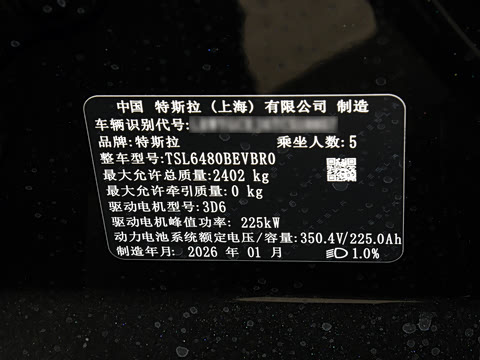 中国 特斯拉（上海）有限公司 制造
车辆识别代号:
品牌:特斯拉 乘坐人数:5
整车型号:TSL6480BEVBR0
最大允许总质量:2402 kg
最大允许牵引质量:0 kg
驱动电机型号:3D6
驱动电机峰值功率: 225kW
动力电池系统额定电压/容量:350.4V/225.0Ah
制造年月: 2026 年 01 月 1.0%